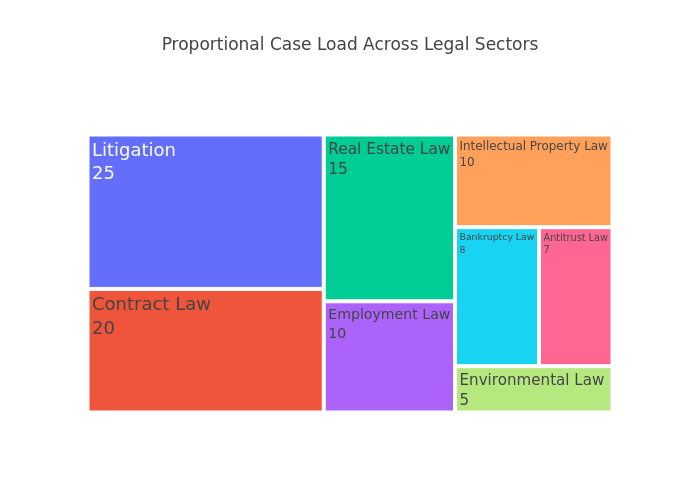 Proportional Case Load Across Legal Sectors
Litigation
25
Contract Law
20
Real Estate Law
15
Employment Law
10
Intellectual Property Law
10
Bankruptcy Law
8
Antitrust Law
7
Environmental Law
5